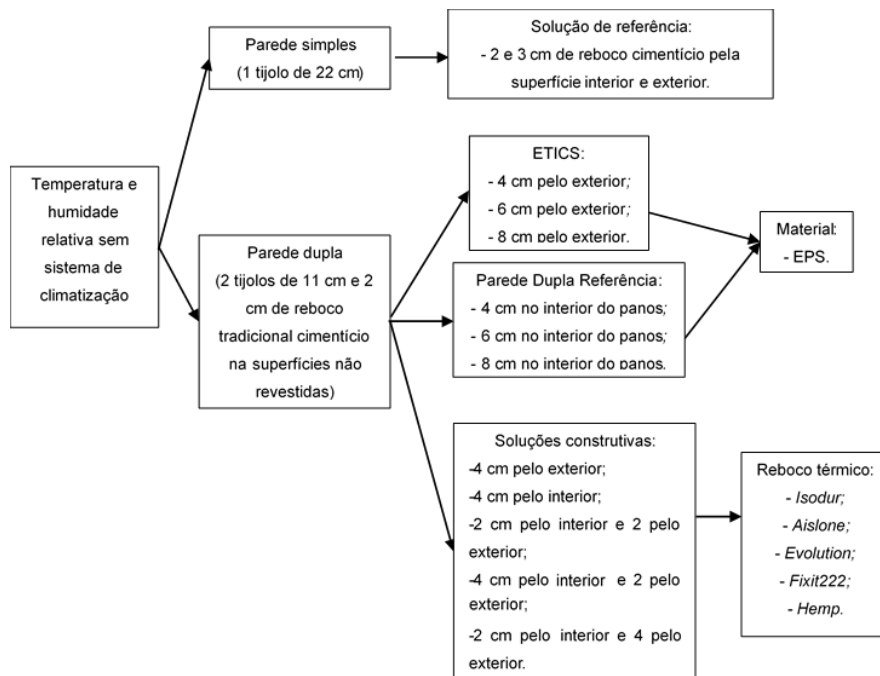 Parede simples
(1 tijolo de 22 cm)
Solução de referência:
- 2 e 3 cm de reboco cimentício pela
superfície interior e exterior.
Temperatura e
humidade
relativa sem
sistema de
climatização
Parede dupla
(2 tijolos de 11 cm e 2
cm de reboco
tradicional cimentício
na superfícies não
revestidas)
ETICS:
- 4 cm pelo exterior;
- 6 cm pelo exterior;
- 8 cm pelo exterior.
Parede Dupla Referência:
- 4 cm no interior do panos;
- 6 cm no interior do panos;
- 8 cm no interior do panos.
Material:
- EPS.
Soluções construtivas:
-4 cm pelo exterior;
-4 cm pelo interior;
-2 cm pelo interior e 2 pelo
exterior;
-4 cm pelo interior e 2 pelo
exterior;
-2 cm pelo interior e 4 pelo
exterior.
Reboco térmico:
- Isodur;
- Aislone;
- Evolution;
- Fixit222;
- Hemp.